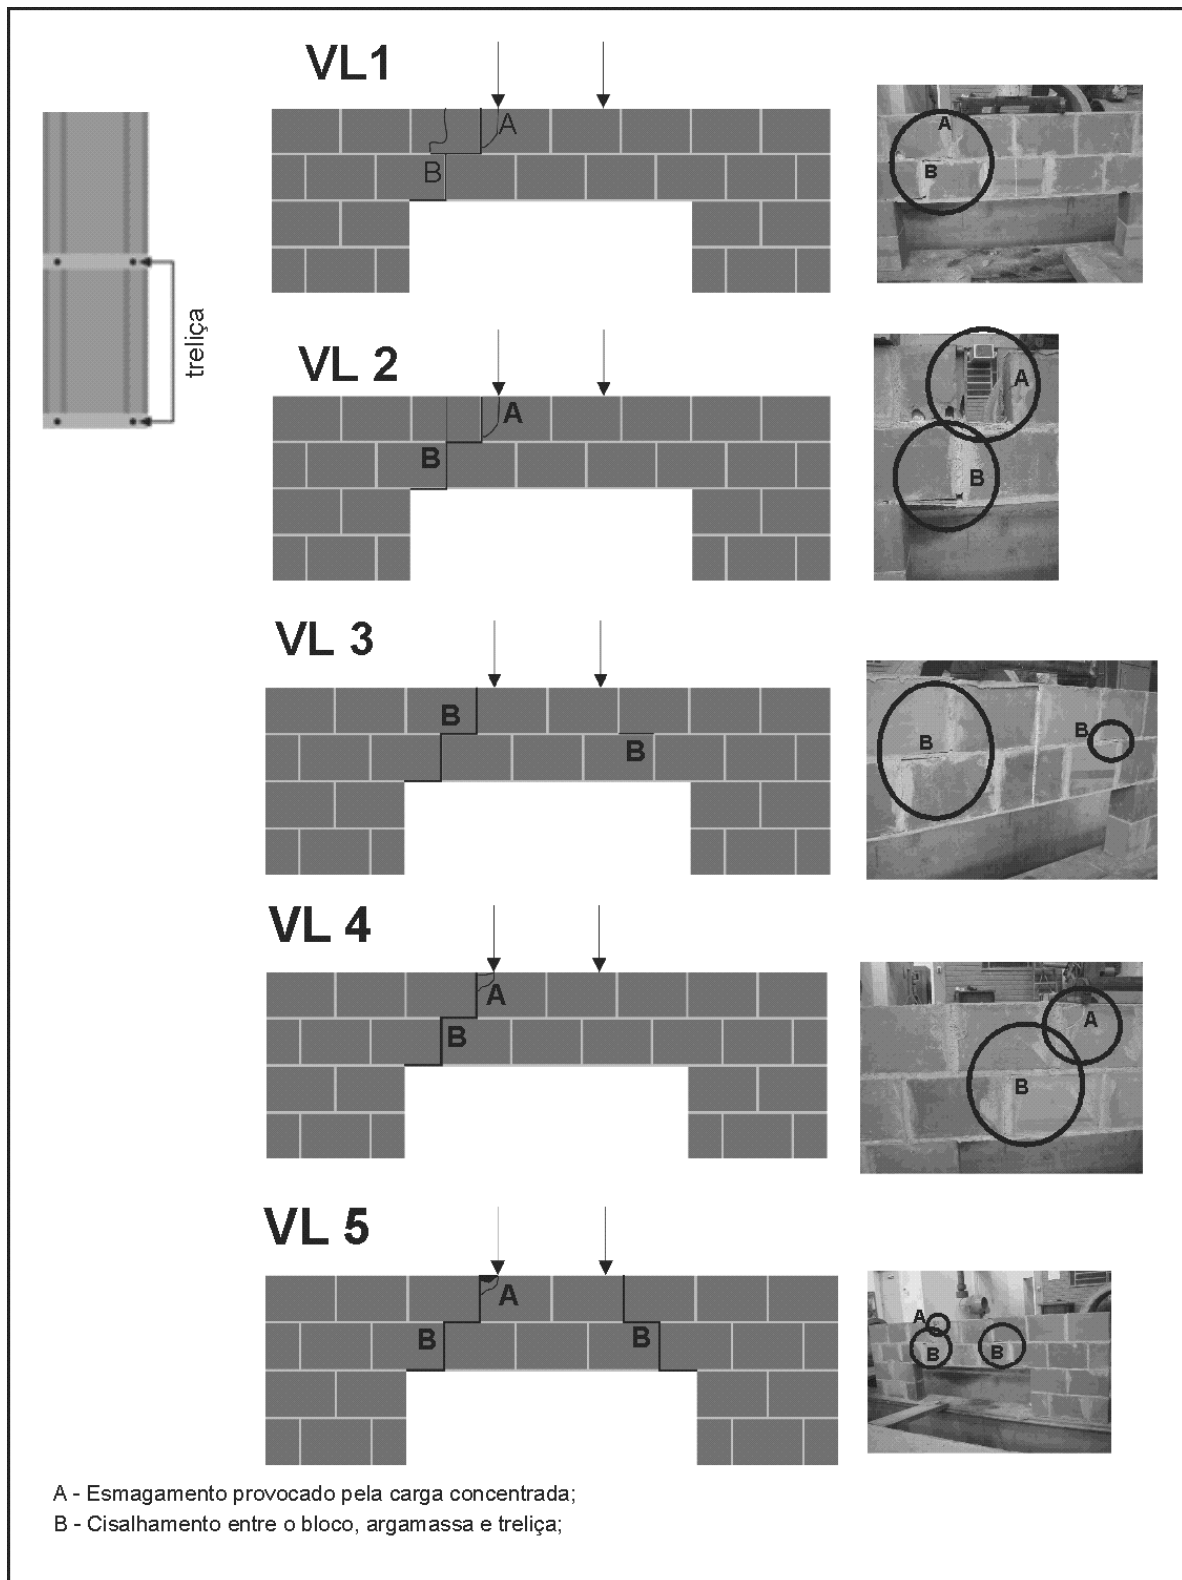 VL1
A
B
A
B
treliça
VL 2
A
B
A
B
VL 3
B
B
B
B
VL 4
A
B
A
B
VL 5
A
B
B
A
B
B
A - Esmagamento provocado pela carga concentrada;
B - Cisalhamento entre o bloco, argamassa e treliça;